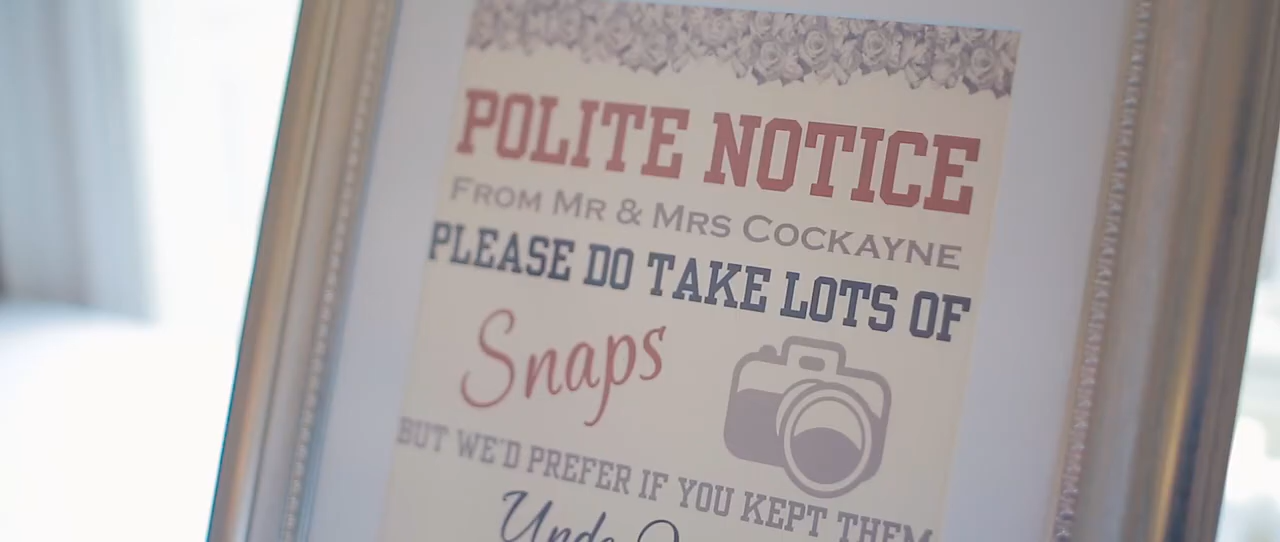 POLITE NOTICE
FROM MR & MRS COCKAYNE
PLEASE DO TAKE LOTS OF
Snaps
BUT WE'D PREFER IF YOU KEPT THEM